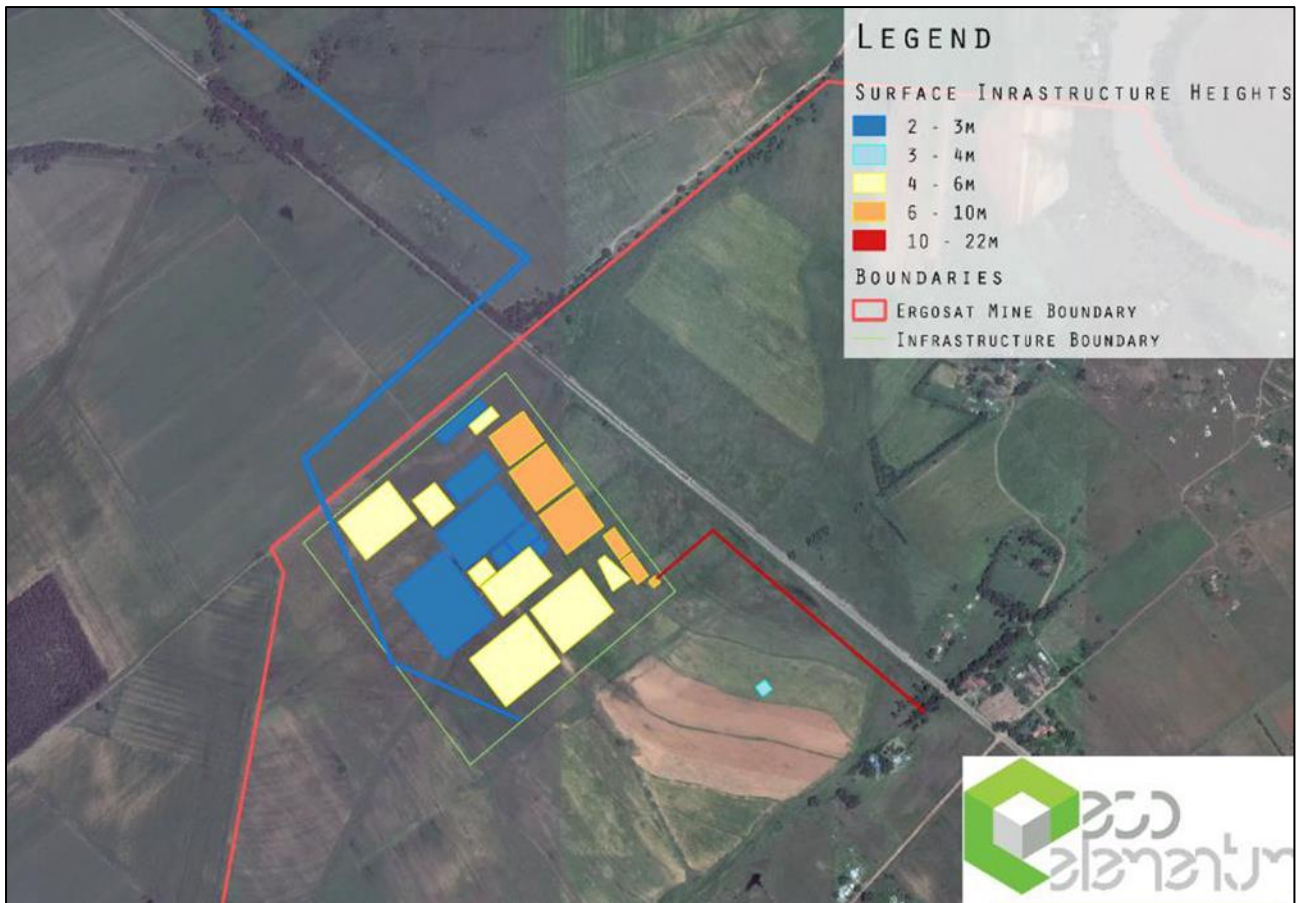 LEGEND
SURFACE INRASTRUCTURE HEIGHTS
2 - 3M
3 - 4M
4 - 6M
6 - 10M
10 - 22M
BOUNDARIES
ERGOSAT MINE BOUNDARY
INFRASTRUCTURE BOUNDARY
eco
elementum